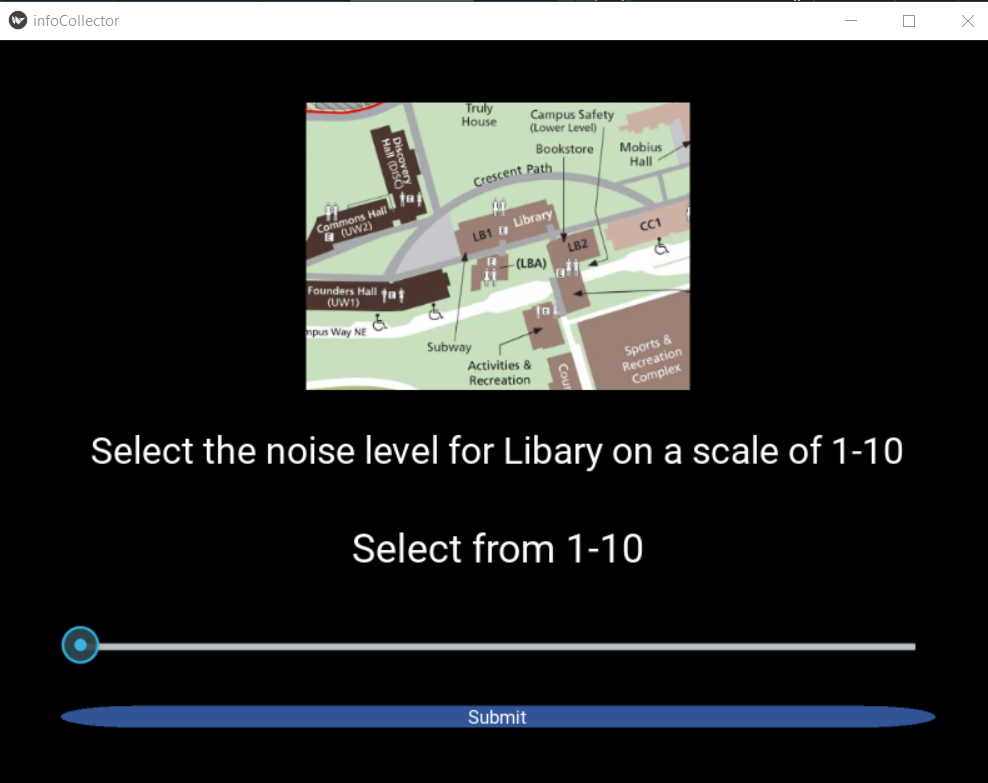 infoCollector
Truly
House
Campus Safety
(Lower Level)
Bookstore
Mobius
Hall
Discovery
Hall (DISC)
Crescent Path
Commons Hall
(UW2)
E
LB1
E
Library
LB2
CC1
E
(LBA)
E
Founders Hall
(UW1)
mpus Way NE
Subway
Activities &
Recreation
Cou
Sports &
Recreation
Complex
Select the noise level for Libary on a scale of 1-10
Select from 1-10
Submit